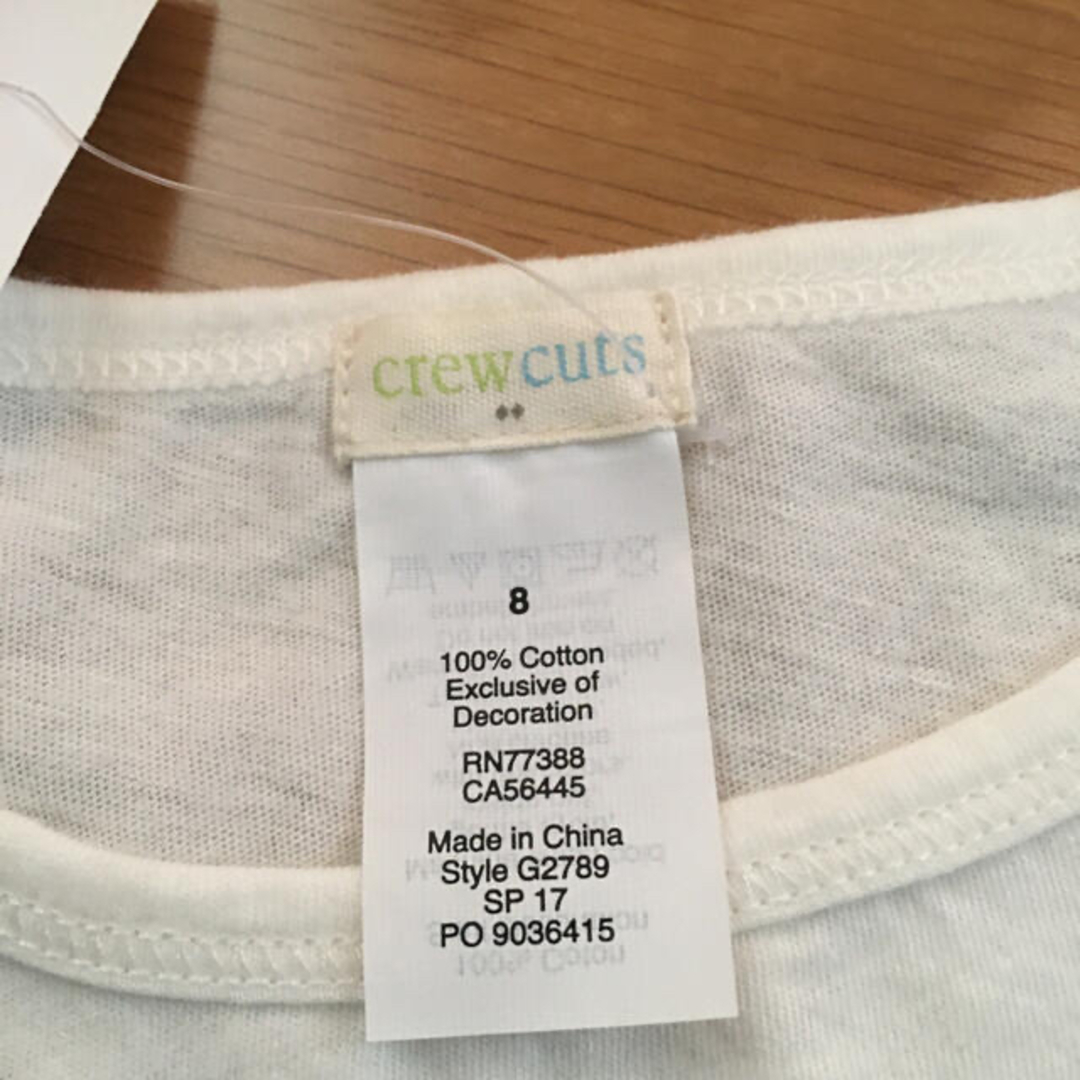 crewcuts
8
100% Cotton
Exclusive of
Decoration
RN77388
CA56445
Made in China
Style G2789
SP 17
PO 9036415